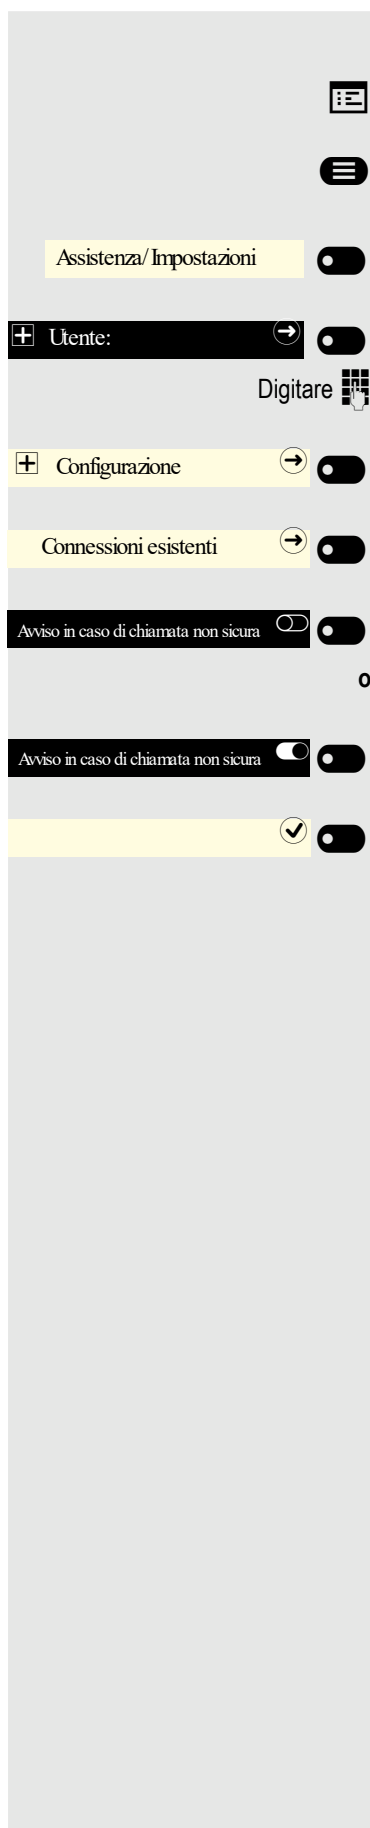 Assistenza/Impostazioni
Utente:
Digitare
Configurazione
Connessioni esistenti
Avviso in caso di chiamata non sicura
o
Avviso in caso di chiamata non sicura